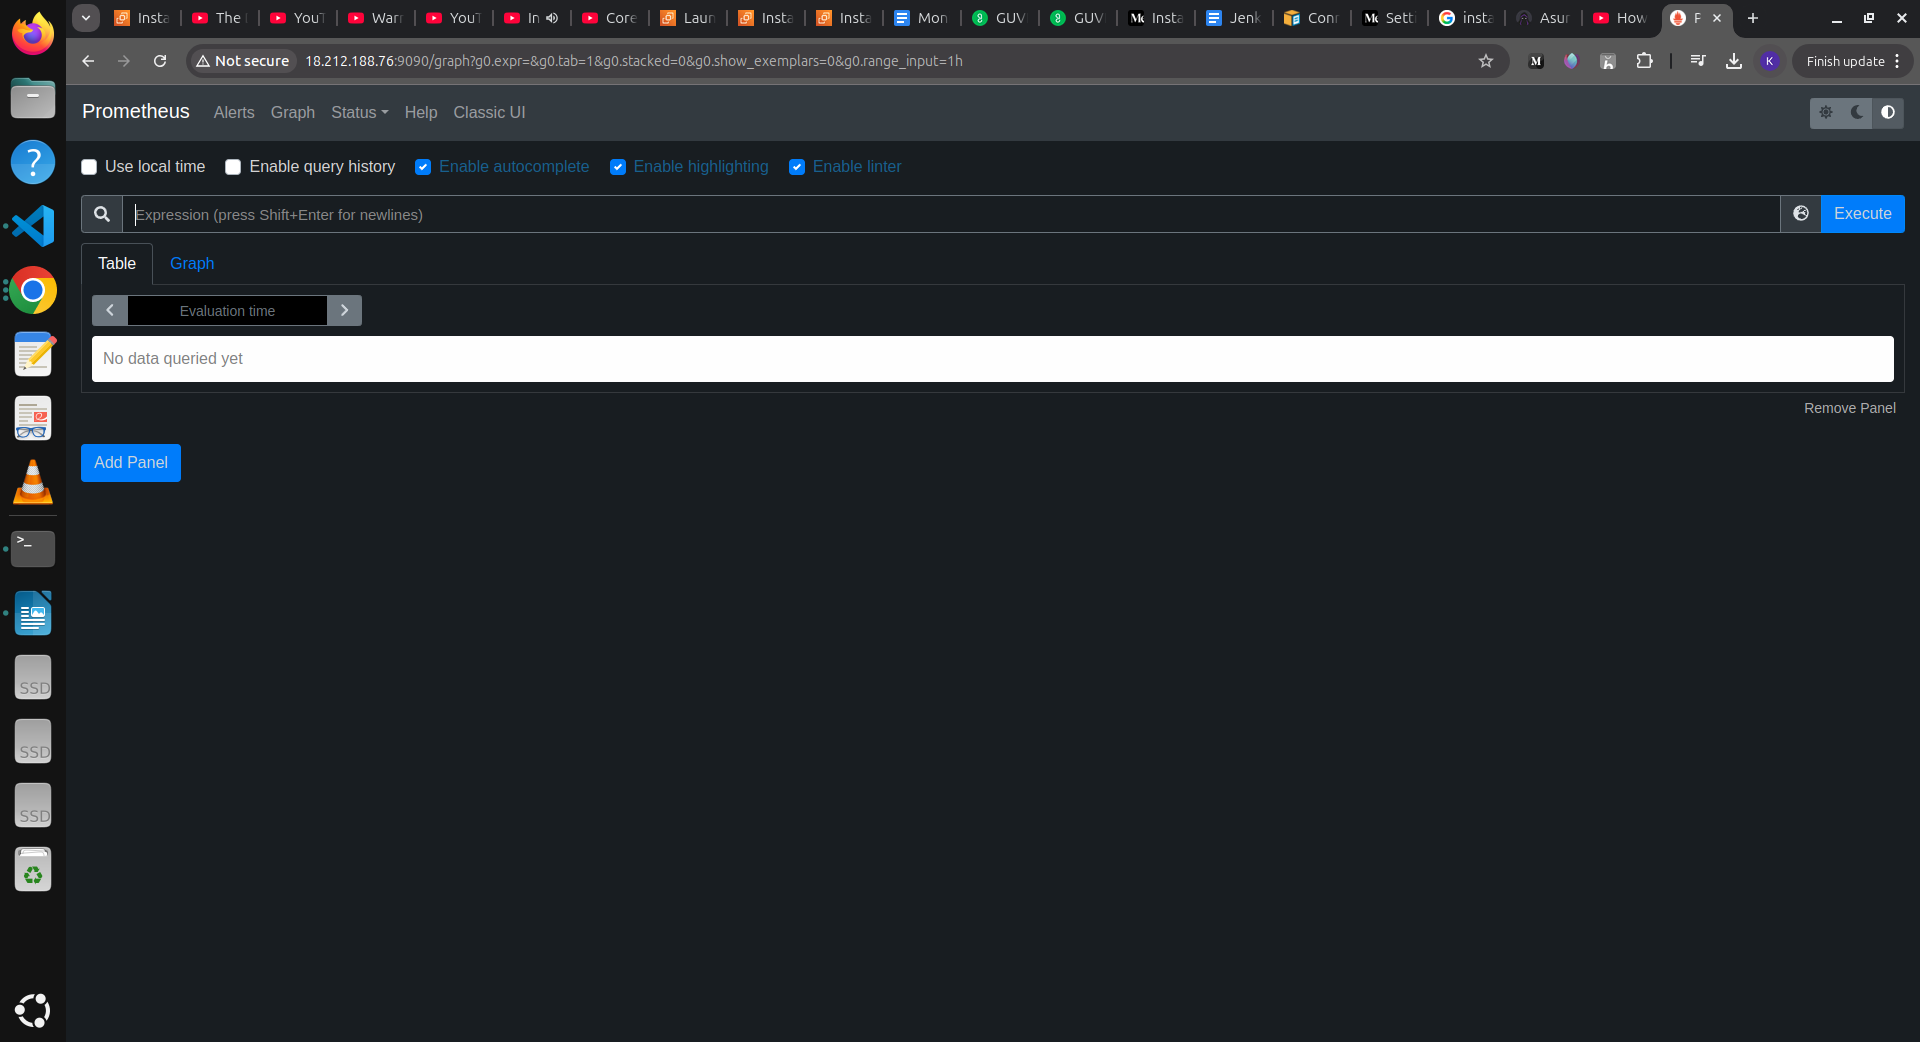 Insta
The
YouT
Warr
YouT
In
Core
Laun
Insta
Insta
Mon
GUVI
GUVI
Insta
Jenk
Conn
Setti
insta
Asur
How
P
Not secure 18.212.188.76:9090/graph?g0.expr=&g0.tab=1&g0.stacked=0&g0.show_exemplars=0&g0.range_input=1h
K
Finish update
Prometheus Alerts Graph Status Help Classic UI
Use local time Enable query history Enable autocomplete Enable highlighting Enable linter
Expression (press Shift+Enter for newlines) Execute
Table Graph
Evaluation time
No data queried yet
Remove Panel
Add Panel
>_
SSD
SSD
SSD